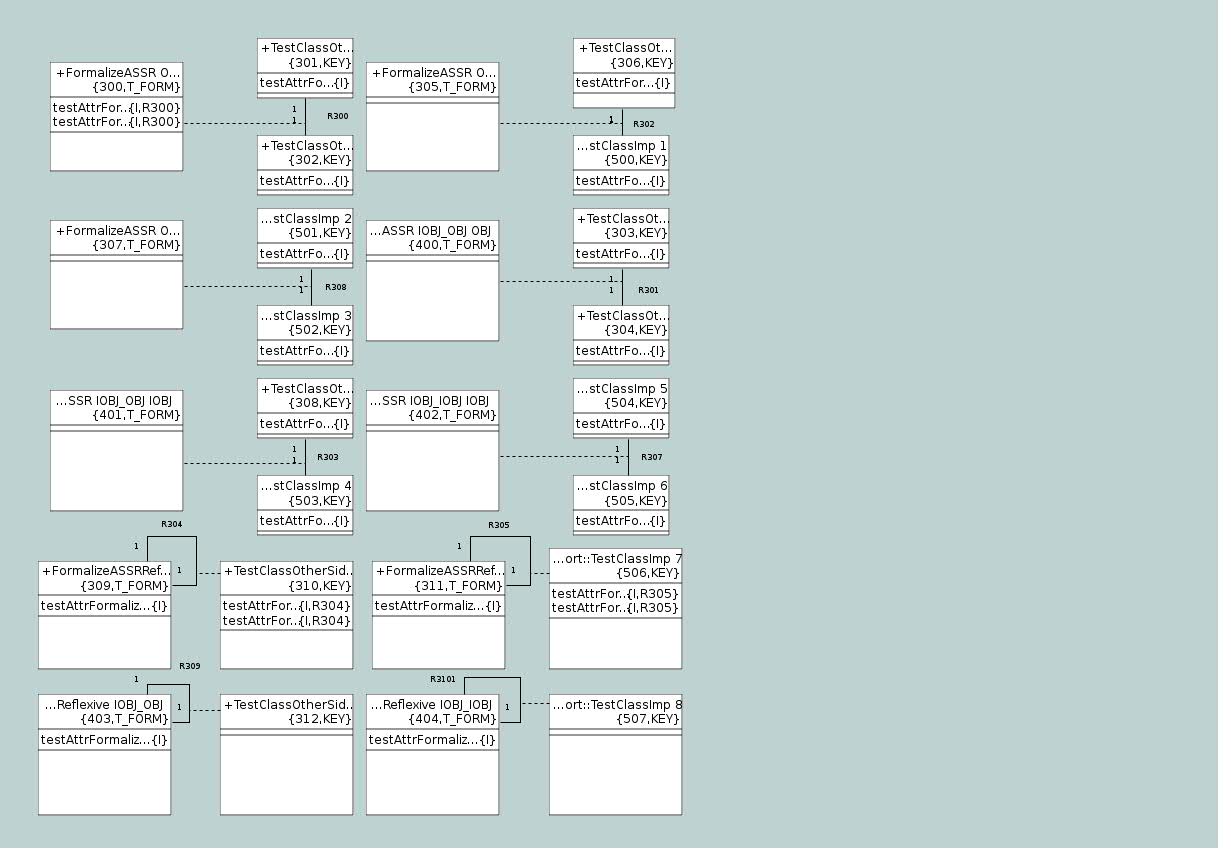 +FormalizeASSR O...
{300,T_FORM}
testAttrFor...{I,R300}
testAttrFor...{I,R300}
+TestClassOt...
{301,KEY}
testAttrFo...{I}
1
1
R300
+TestClassOt...
{302,KEY}
testAttrFo...{I}
+FormalizeASSR O...
{305,T_FORM}
+TestClassOt...
{306,KEY}
testAttrFor...{I}
1
R302
...stClassImp 1
{500,KEY}
testAttrFo...{I}
+FormalizeASSR O...
{307,T_FORM}
...stClassImp 2
{501,KEY}
testAttrFo...{I}
1
1
R308
...stClassImp 3
{502,KEY}
testAttrFo...{I}
...ASSR IOBJ_OBJ OBJ
{400,T_FORM}
+TestClassOt...
{303,KEY}
testAttrFo...{I}
1
1
R301
+TestClassOt...
{304,KEY}
testAttrFo...{I}
...SSR IOBJ_OBJ IOBJ
{401,T_FORM}
+TestClassOt...
{308,KEY}
testAttrFo...{I}
1
1
R303
...stClassImp 4
{503,KEY}
testAttrFo...{I}
...SSR IOBJ_IOBJ IOBJ
{402,T_FORM}
...stClassImp 5
{504,KEY}
testAttrFo...{I}
1
1
R307
...stClassImp 6
{505,KEY}
testAttrFo...{I}
R304
1
1
+FormalizeASSRRef...
{309,T_FORM}
testAttrFormaliz...{I}
+TestClassOtherSid...
{310,KEY}
testAttrFor...{I,R304}
testAttrFor...{I,R304}
R305
1
1
+FormalizeASSRRef...
{311,T_FORM}
testAttrFormaliz...{I}
...ort::TestClassImp 7
{506,KEY}
testAttrFor...{I,R305}
testAttrFor...{I,R305}
R309
1
1
...Reflexive IOBJ_OBJ
{403,T_FORM}
testAttrFormaliz...{I}
+TestClassOtherSid...
{312,KEY}
R3101
1
...Reflexive IOBJ_IOBJ
{404,T_FORM}
testAttrFormaliz...{I}
...ort::TestClassImp 8
{507,KEY}